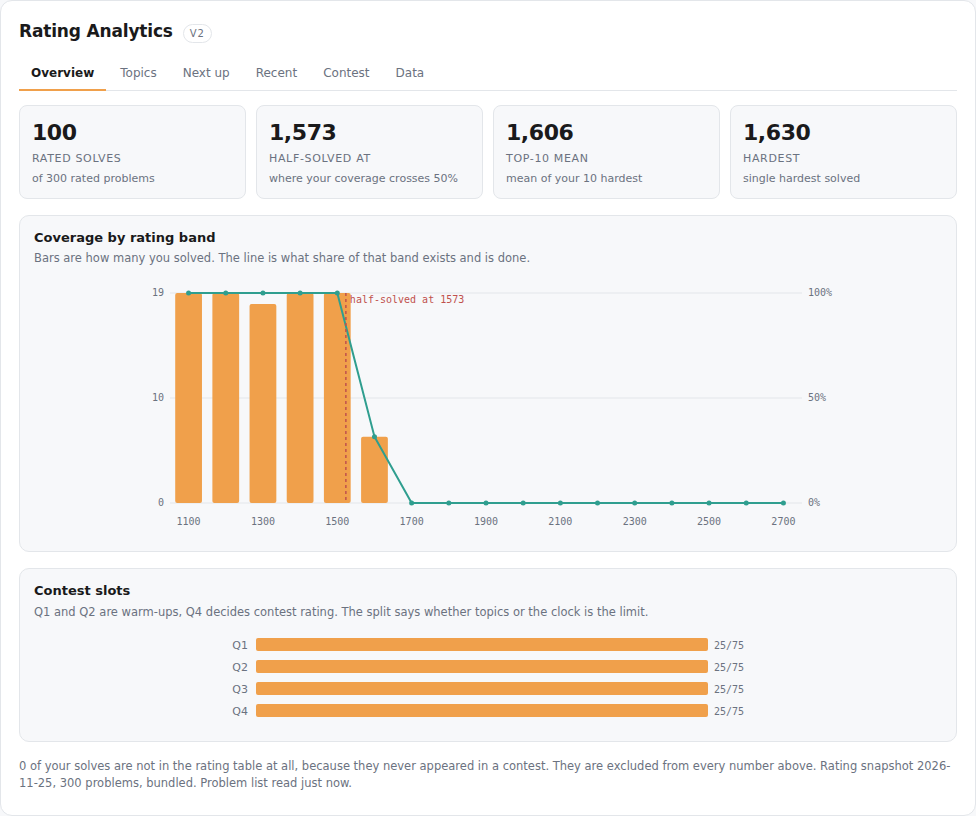 Rating Analytics V2
Overview Topics Next up Recent Contest Data
100
RATED SOLVES
of 300 rated problems
1,573
HALF-SOLVED AT
where your coverage crosses 50%
1,606
TOP-10 MEAN
mean of your 10 hardest
1,630
HARDEST
single hardest solved
Coverage by rating band
Bars are how many you solved. The line is what share of that band exists and is done.
19
10
0
half-solved at 1573
100%
50%
0%
1100 1300 1500 1700 1900 2100 2300 2500 2700
Contest slots
Q1 and Q2 are warm-ups, Q4 decides contest rating. The split says whether topics or the clock is the limit.
Q1 25/75
Q2 25/75
Q3 25/75
Q4 25/75
0 of your solves are not in the rating table at all, because they never appeared in a contest. They are excluded from every number above. Rating snapshot 2026-
11-25, 300 problems, bundled. Problem list read just now.